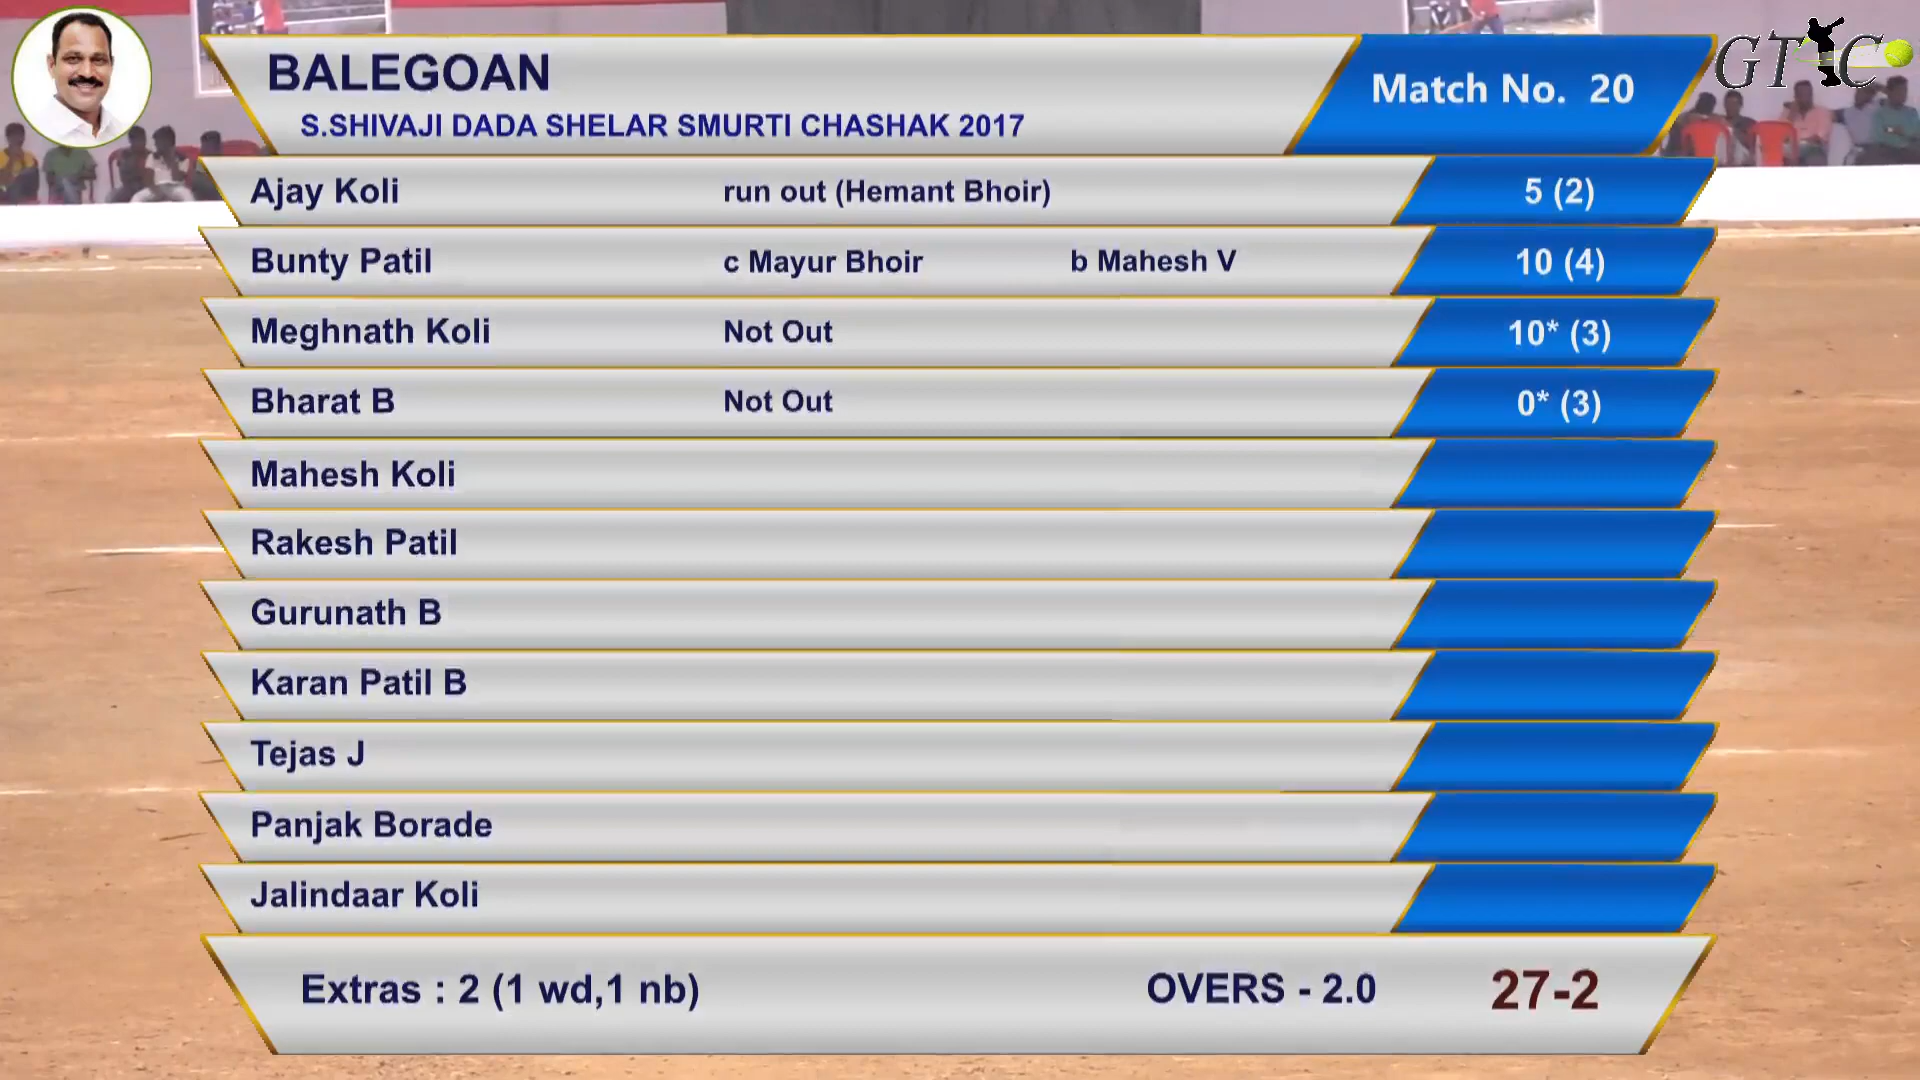 BALEGOAN
Match No. 20
S.SHIVAJI DADA SHELAR SMURTI CHASHAK 2017
GTCC
Ajay Koli run out (Hemant Bhoir) 5 (2)
Bunty Patil c Mayur Bhoir b Mahesh V 10 (4)
Meghnath Koli Not Out 10* (3)
Bharat B Not Out 0* (3)
Mahesh Koli
Rakesh Patil
Gurunath B
Karan Patil B
Tejas J
Panjak Borade
Jalindaar Koli
Extras : 2 (1 wd,1 nb) OVERS - 2.0 27-2